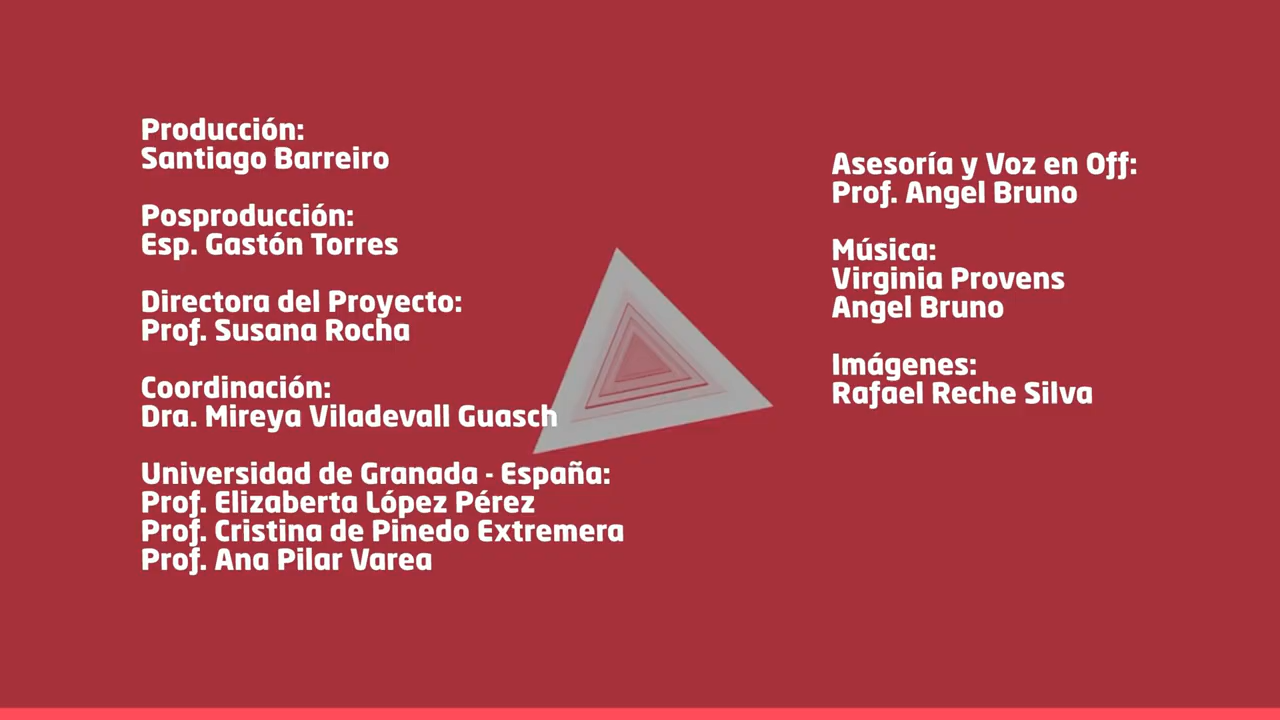 Producción:
Santiago Barreiro
Posproducción:
Esp. Gastón Torres
Directora del Proyecto:
Prof. Susana Rocha
Coordinación:
Dra. Mireya Viladevall Guasch
Universidad de Granada - España:
Prof. Elizaberta López Pérez
Prof. Cristina de Pinedo Extremera
Prof. Ana Pilar Varea
Asesoría y Voz en Off:
Prof. Angel Bruno
Música:
Virginia Provens
Angel Bruno
Imágenes:
Rafael Reche Silva